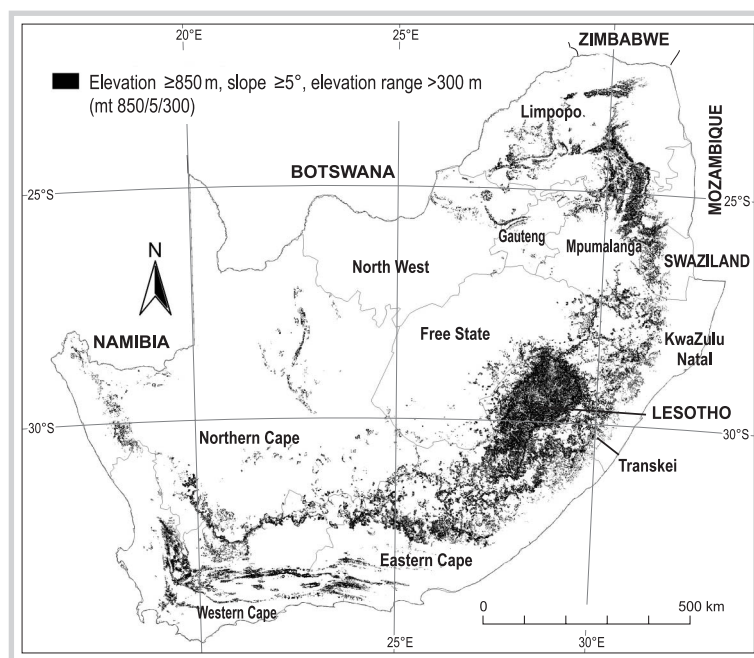 20°E
25°E
ZIMBABWE
Elevation ≥850 m, slope ≥5°, elevation range >300 m
(mt 850/5/300)
Limpopo
MOZAMBIQUE
BOTSWANA
25°S
25°S
N
Gauteng
Mpumalanga
North West
SWAZILAND
NAMIBIA
Free State
KwaZulu
Natal
LESOTHO
30°S
30°S
Northern Cape
Transkei
Eastern Cape
Western Cape
0
500 km
25°E
30°E